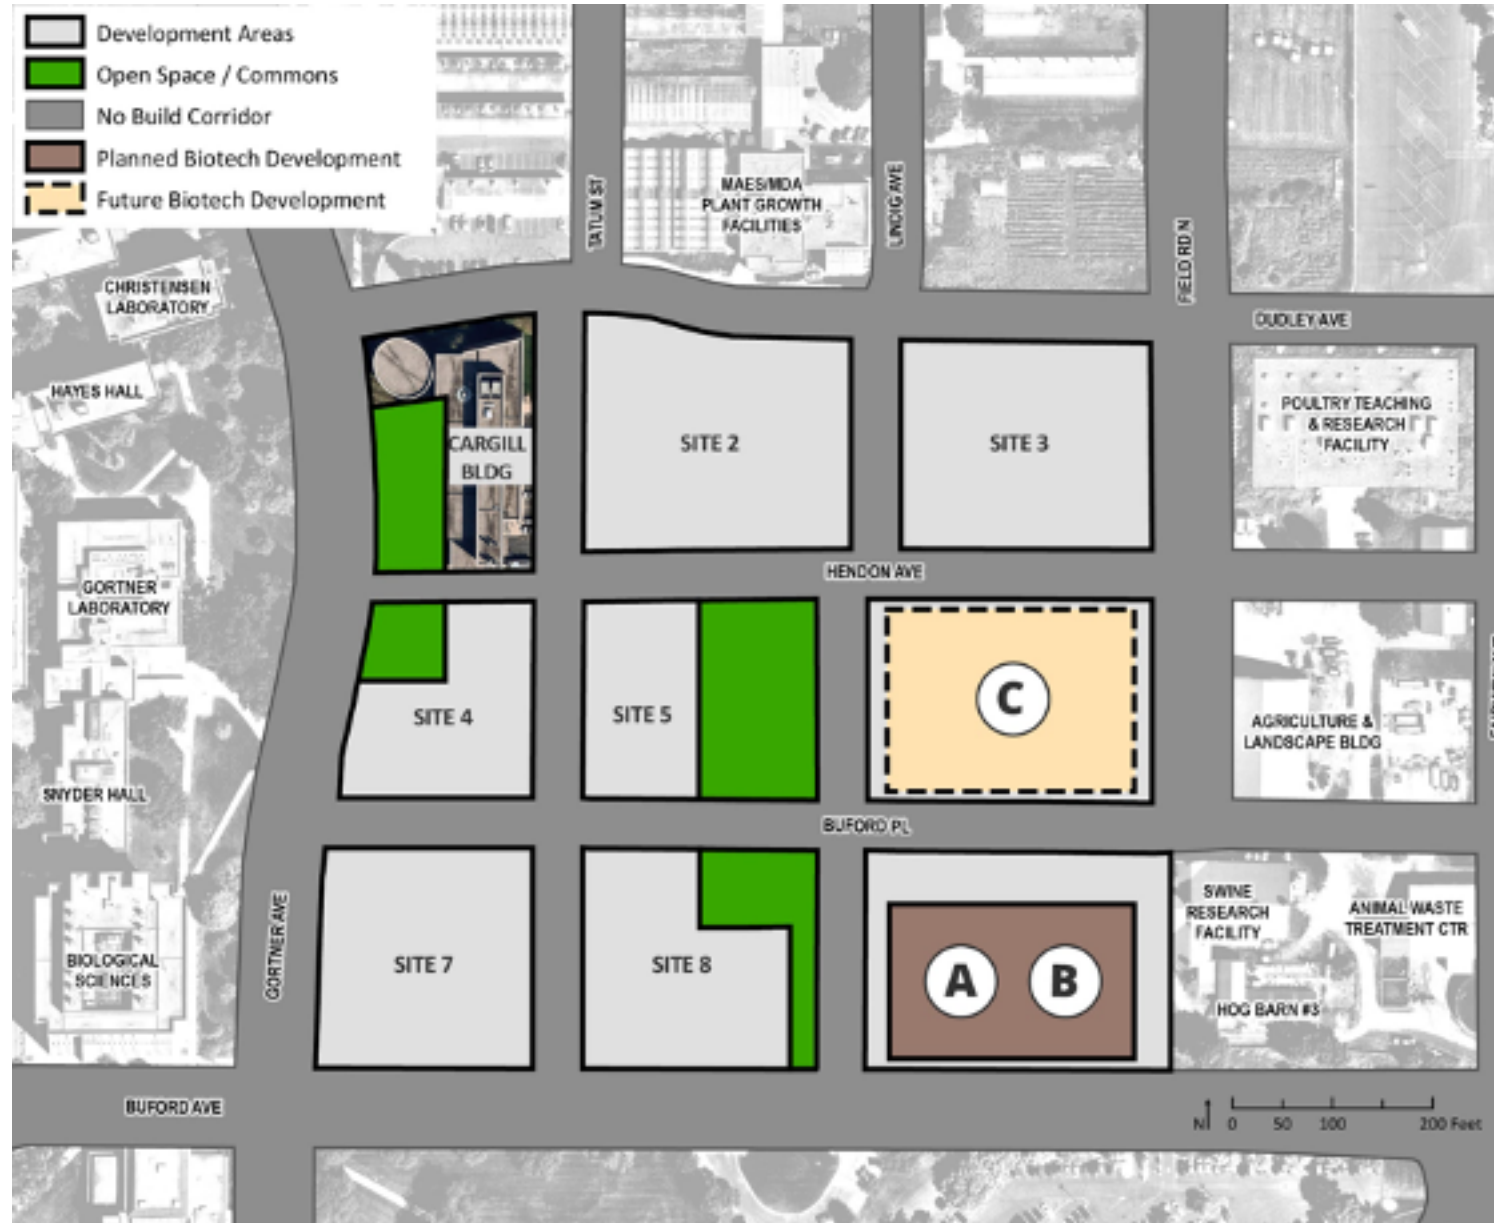 Development Areas
Open Space / Commons
No Build Corridor
Planned Biotech Development
Future Biotech Development
TATUM ST
MAES/MDA
PLANT GROWTH
FACILITIES
LINDIG AVE
FIELD RD N
CHRISTENSEN
LABORATORY
DUDLEY AVE
HAYES HALL
CARGILL
BLDG
SITE 2
SITE 3
POULTRY TEACHING
& RESEARCH
FACILITY
HENDON AVE
GORTNER
LABORATORY
SITE 4
SITE 5
C
AGRICULTURE &
LANDSCAPE BLDG
SNYDER HALL
BUFORD PL
GORTNER AVE
BIOLOGICAL
SCIENCES
SITE 7
SITE 8
A
B
SWINE
RESEARCH
FACILITY
ANIMAL WASTE
TREATMENT CTR
HOG BARN #3
BUFORD AVE
N 0 50 100 200 Feet